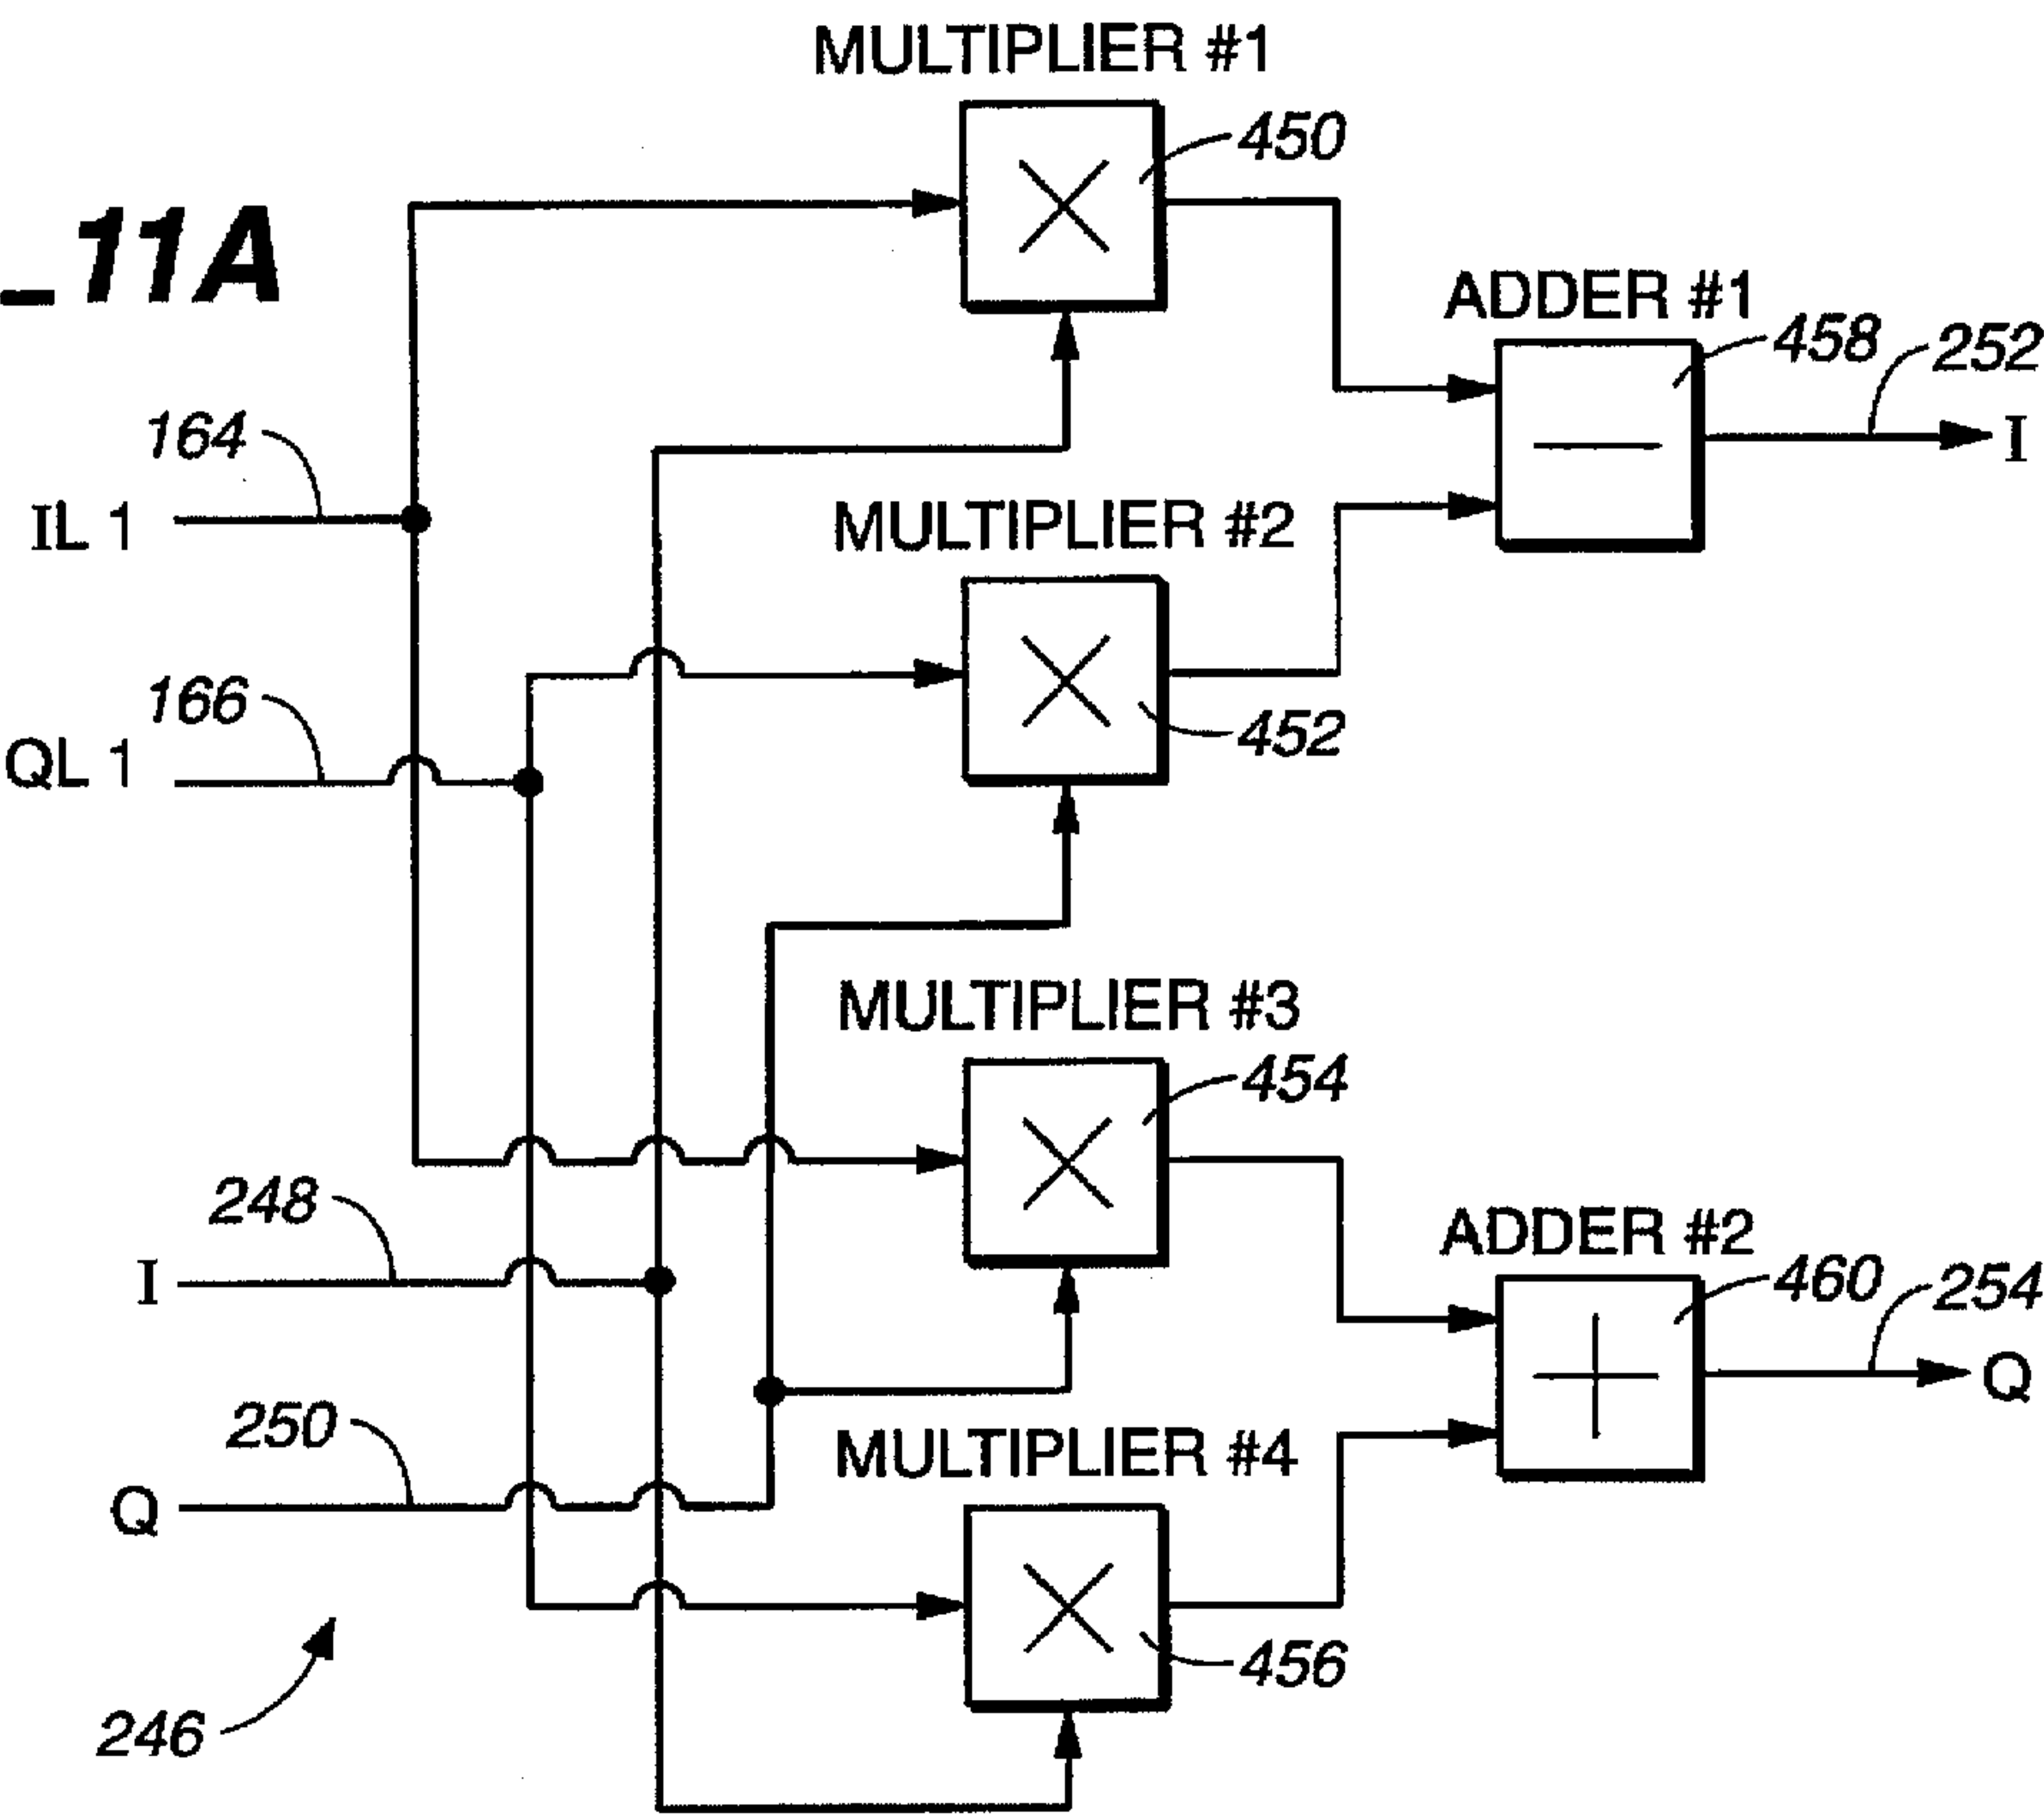 MULTIPLIER #1
450
_11A
ADDER #1
458
252
I
164
IL 1
MULTIPLIER #2
452
166
QL 1
MULTIPLIER #3
454
248
I
ADDER #2
460
254
Q
250
Q
MULTIPLIER #4
456
246